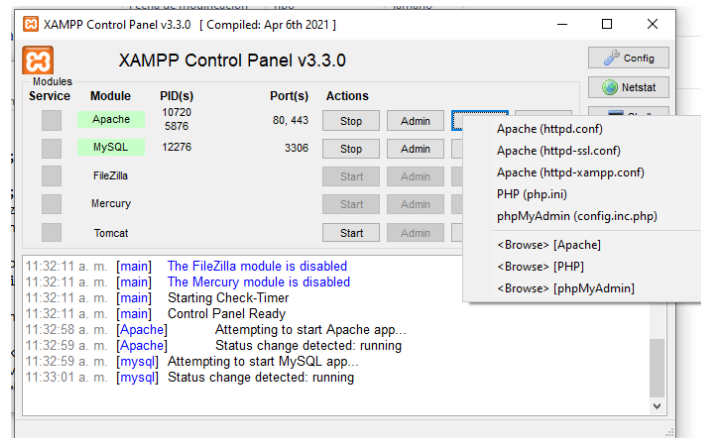 Fecha de modificación Tipo Tamaño
XAMPP Control Panel v3.3.0 [ Compiled: Apr 6th 2021 ]
XAMPP Control Panel v3.3.0
Config
Netstat
Modules
Service Module PID(s) Port(s) Actions
Apache 10720 5876 80, 443 Stop Admin
MySQL 12276 3306 Stop Admin
FileZilla Start Admin
Mercury Start Admin
Tomcat Start Admin
Apache (httpd.conf)
Apache (httpd-ssl.conf)
Apache (httpd-xampp.conf)
PHP (php.ini)
phpMyAdmin (config.inc.php)
<Browse> [Apache]
<Browse> [PHP]
<Browse> [phpMyAdmin]
11:32:11 a. m. [main] The FileZilla module is disabled
11:32:11 a. m. [main] The Mercury module is disabled
11:32:11 a. m. [main] Starting Check-Timer
11:32:11 a. m. [main] Control Panel Ready
11:32:58 a. m. [Apache] Attempting to start Apache app...
11:32:59 a. m. [Apache] Status change detected: running
11:32:59 a. m. [mysql] Attempting to start MySQL app...
11:33:01 a. m. [mysql] Status change detected: running